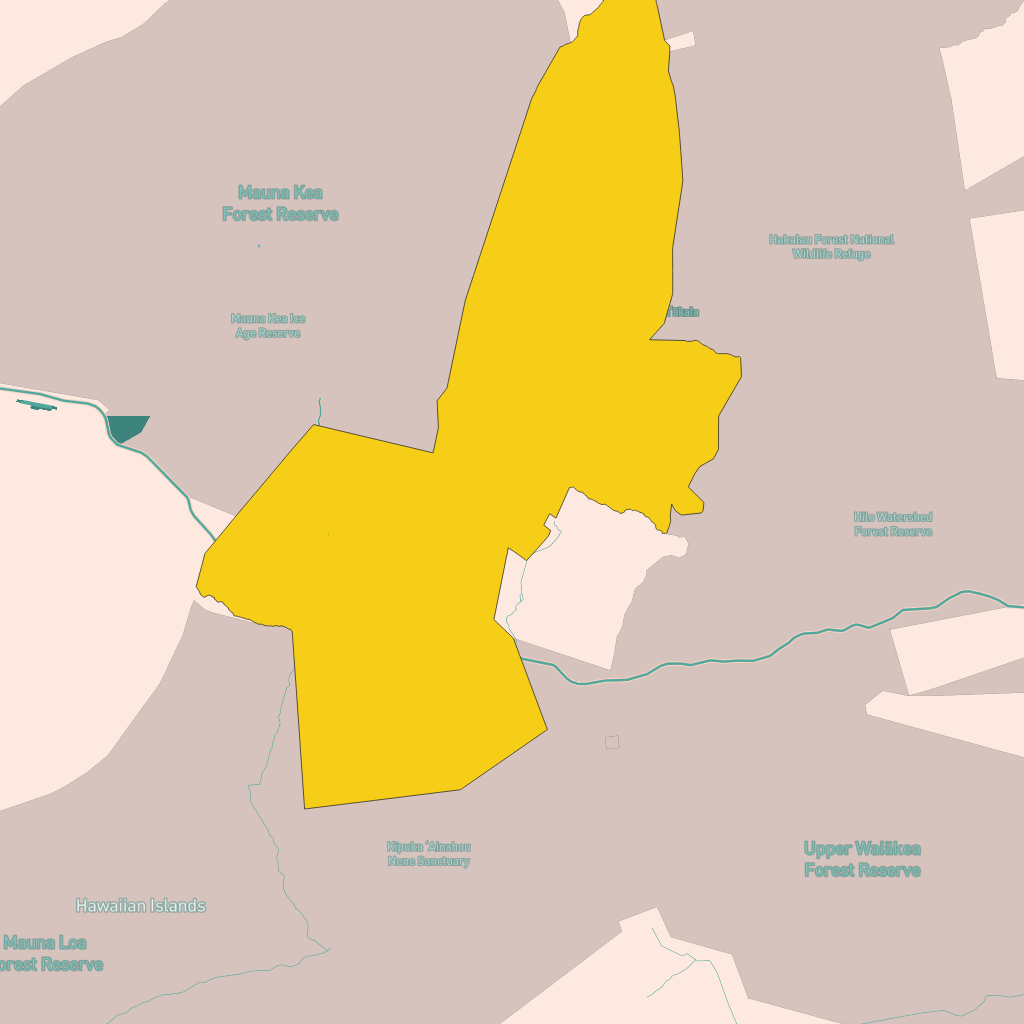 Mauna Kea
Forest Reserve
Hakalau Forest National
Wildlife Refuge
Mauna Kea Ice
Age Reserve
Hilo Watershed
Forest Reserve
Kīpuka ʻAinahou
Nene Sanctuary
Upper Waiākea
Forest Reserve
Hawaiian Islands
Mauna Loa
orest Reserve